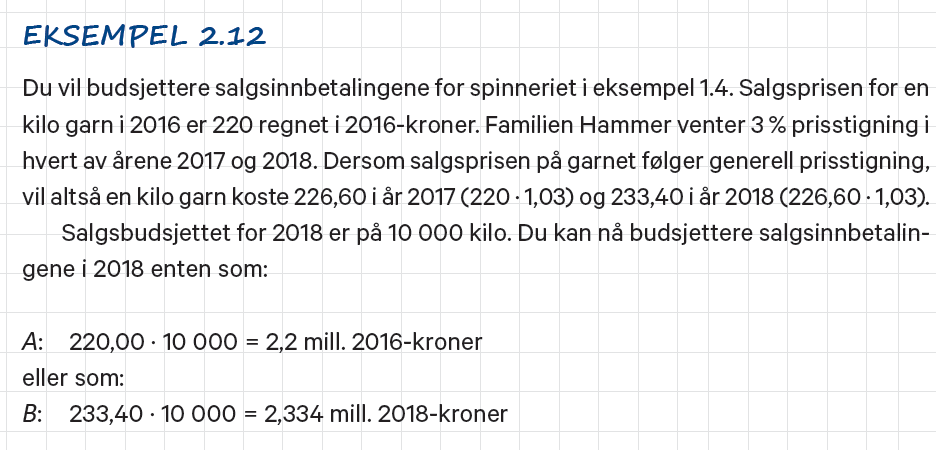 EKSEMPEL 2.12
Du vil budsjettere salgsinnbetalingene for spinneriet i eksempel 1.4. Salgsprisen for en
kilo garn i 2016 er 220 regnet i 2016-kroner. Familien Hammer venter 3 % prisstigning i
hvert av årene 2017 og 2018. Dersom salgsprisen på garnet følger generell prisstigning,
vil altså en kilo garn koste 226,60 i år 2017 (220 · 1,03) og 233,40 i år 2018 (226,60 · 1,03).
Salgsbudsjettet for 2018 er på 10 000 kilo. Du kan nå budsjettere salgsinnbetalin-
gene i 2018 enten som:
A: 220,00 · 10 000 = 2,2 mill. 2016-kroner
eller som:
B: 233,40 · 10 000 = 2,334 mill. 2018-kroner